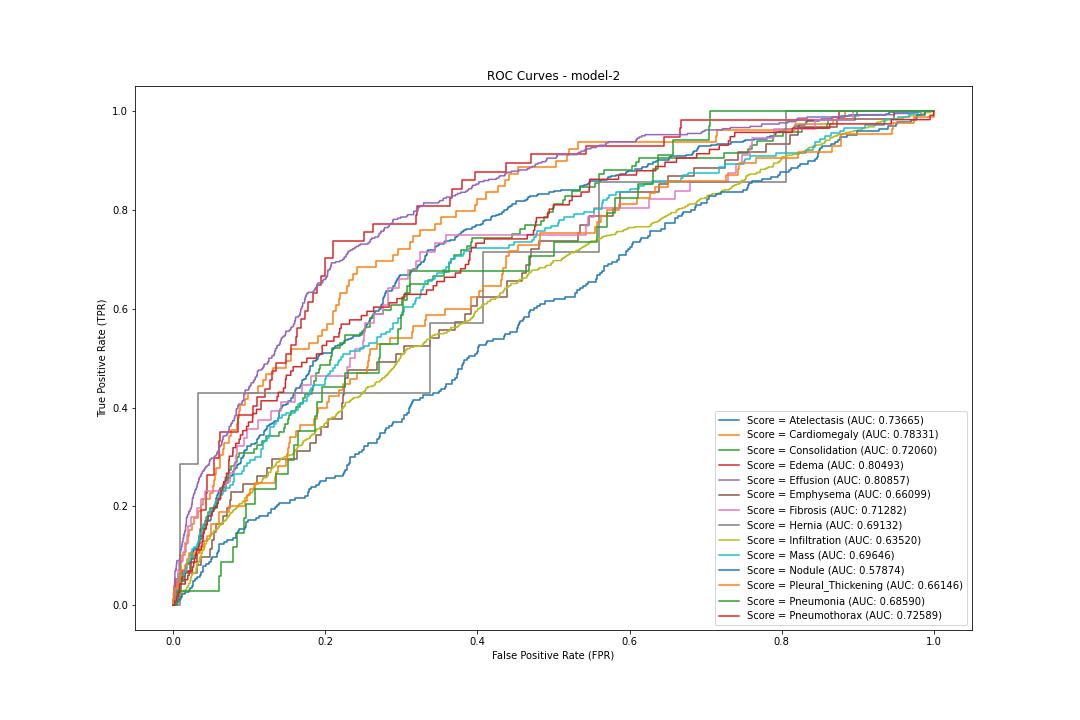 ROC Curves - model-2
True Positive Rate (TPR)
1.0
0.8
0.6
0.4
0.2
0.0
Score = Atelectasis (AUC: 0.73665)
Score = Cardiomegaly (AUC: 0.78331)
Score = Consolidation (AUC: 0.72060)
Score = Edema (AUC: 0.80493)
Score = Effusion (AUC: 0.80857)
Score = Emphysema (AUC: 0.66099)
Score = Fibrosis (AUC: 0.71282)
Score = Hernia (AUC: 0.69132)
Score = Infiltration (AUC: 0.63520)
Score = Mass (AUC: 0.69646)
Score = Nodule (AUC: 0.57874)
Score = Pleural_Thickening (AUC: 0.66146)
Score = Pneumonia (AUC: 0.68590)
Score = Pneumothorax (AUC: 0.72589)
0.0 0.2 0.4 0.6 0.8 1.0
False Positive Rate (FPR)